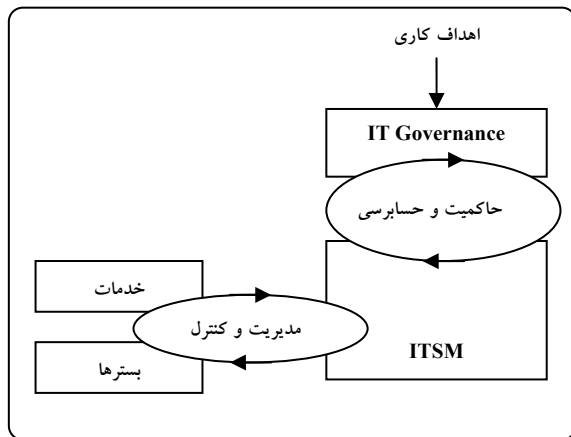 اهداف کاری
IT Governance
حاکمیت و حسابرسی
خدمات
مدیریت و کنترل
بسترها
ITSM